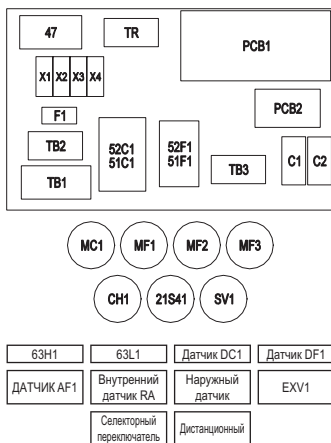 47
TR
PCB1
X1 X2 X3 X4
PCB2
F1
TB2
52C1
51C1
52F1
51F1
TB3
C1 C2
TB1
MC1
MF1
MF2
MF3
CH1
21S41
SV1
63H1
63L1
Датчик DC1
Датчик DF1
ДАТЧИК AF1
Внутренний
датчик RA
Наружный
датчик
EXV1
Селекторный
переключатель
Дистанционный